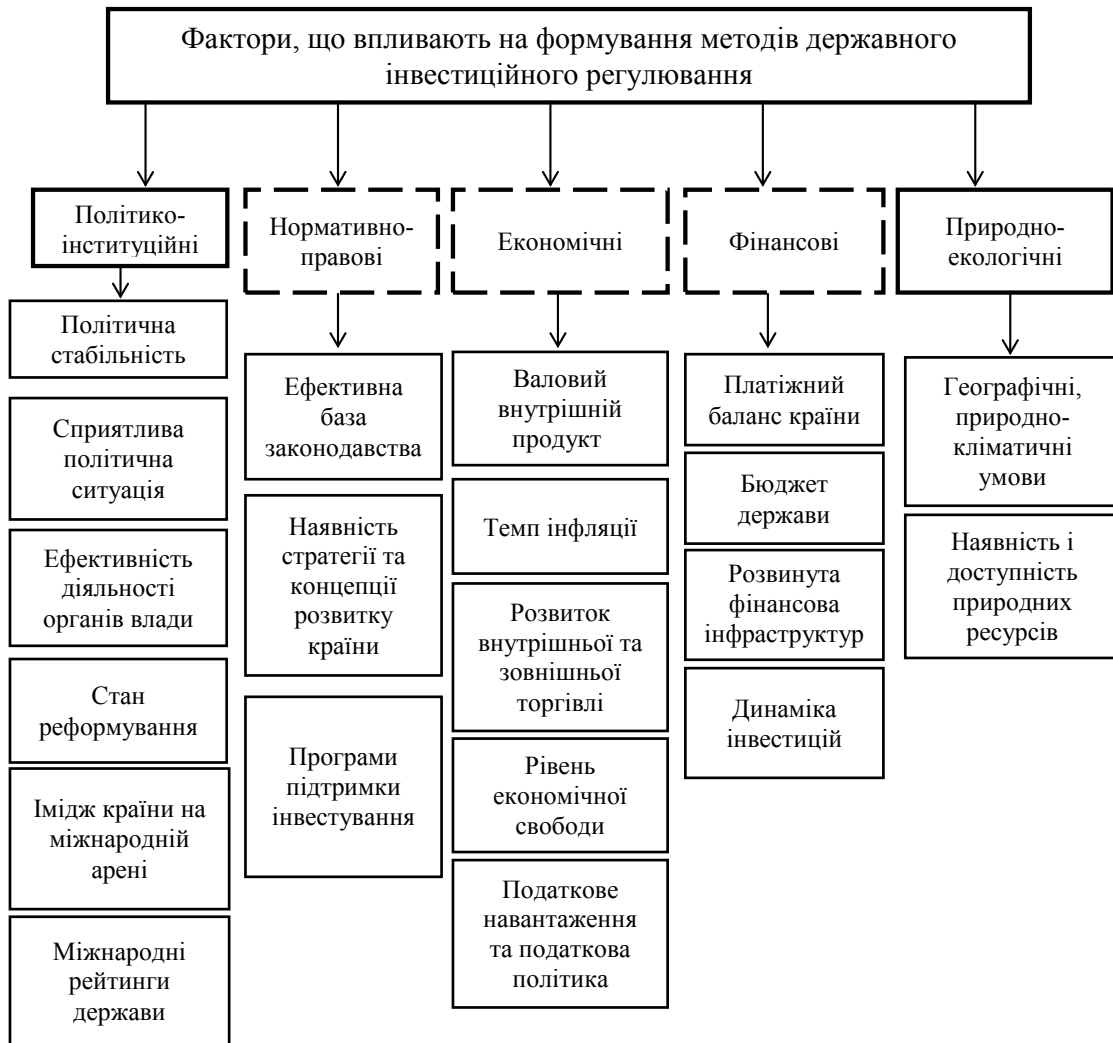 Фактори, що впливають на формування методів державного
інвестиційного регулювання
Політико-
інституційні
Нормативно-
правові
Економічні
Фінансові
Природно-
екологічні
Політична
стабільність
Сприятлива
політична
ситуація
Ефективність
діяльності
органів влади
Стан
реформування
Імідж країни на
міжнародній
арені
Міжнародні
рейтинги
держави
Ефективна
база
законодавства
Наявність
стратегії та
концепції
розвитку
країни
Програми
підтримки
інвестування
Валовий
внутрішній
продукт
Темп інфляції
Розвиток
внутрішньої та
зовнішньої
торгівлі
Рівень
економічної
свободи
Податкове
навантаження
та податкова
політика
Платіжний
баланс країни
Бюджет
держави
Розвинута
фінансова
інфраструктур
Динаміка
інвестицій
Географічні,
природно-
кліматичні
умови
Наявність і
доступність
природних
ресурсів